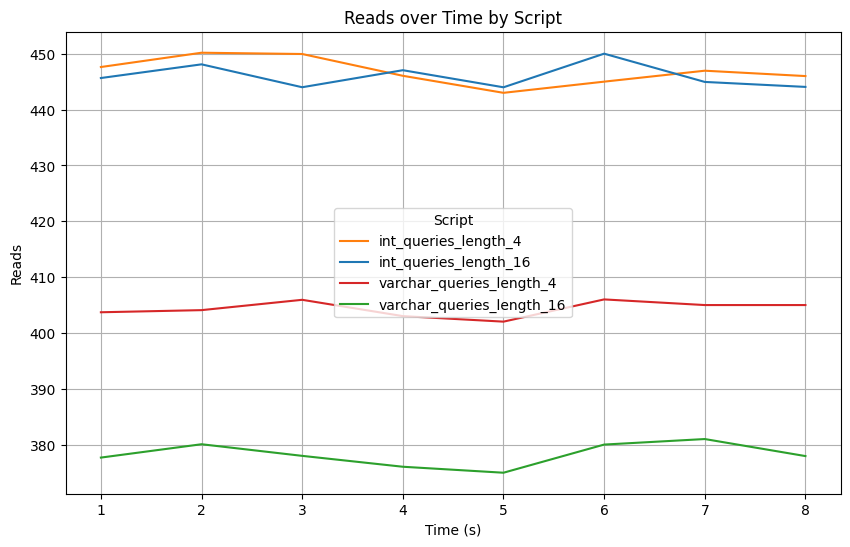 Reads over Time by Script
Reads
450
440
430
420
410
400
390
380
Script
int_queries_length_4
int_queries_length_16
varchar_queries_length_4
varchar_queries_length_16
1 2 3 4 5 6 7 8
Time (s)